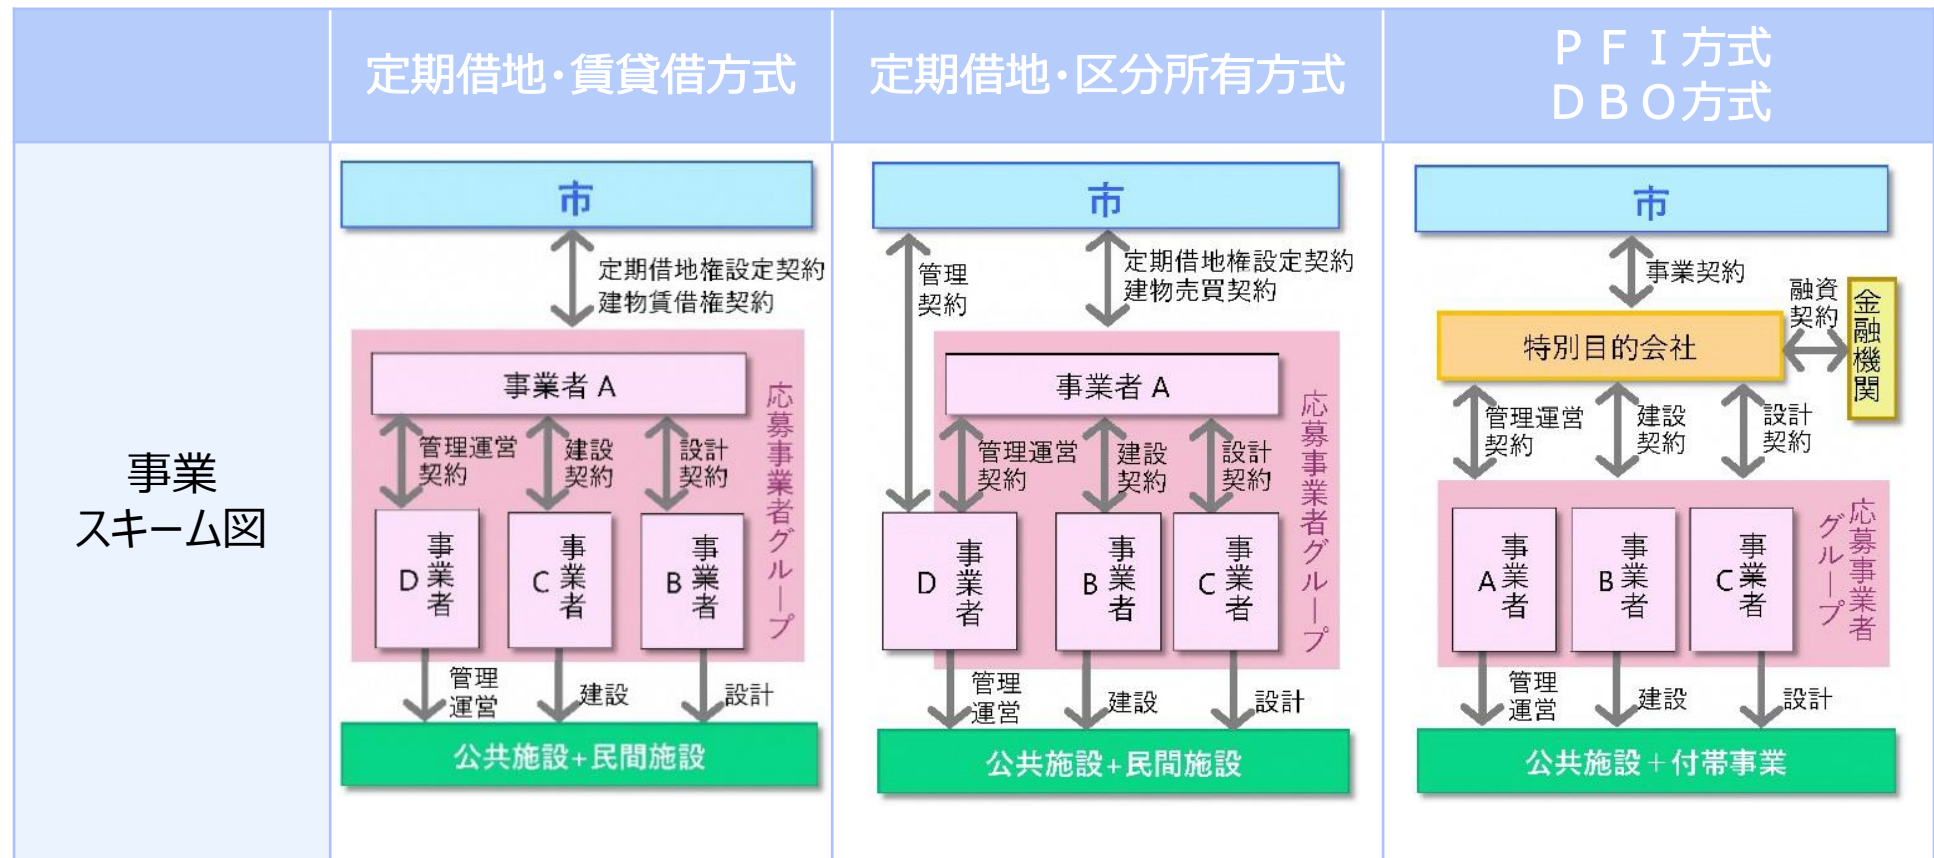 定期借地・賃貸借方式
定期借地・区分所有方式
ＰＦＩ方式
ＤＢＯ方式
事業
スキーム図
市
定期借地権設定契約
建物賃借権契約
事業者 A
管理運営
契約
建設
契約
設計
契約
応募事業者グループ
D 事業者
C 事業者
B 事業者
管理
運営
建設
設計
公共施設+民間施設
市
管理
契約
定期借地権設定契約
建物売買契約
事業者 A
管理運営
契約
建設
契約
設計
契約
応募事業者グループ
D 事業者
B 事業者
C 事業者
管理
運営
建設
設計
公共施設+民間施設
市
事業契約
融資
契約
金融機関
特別目的会社
管理運営
契約
建設
契約
設計
契約
応募事業者
グループ
A 事業者
B 事業者
C 事業者
管理
運営
建設
設計
公共施設＋付帯事業